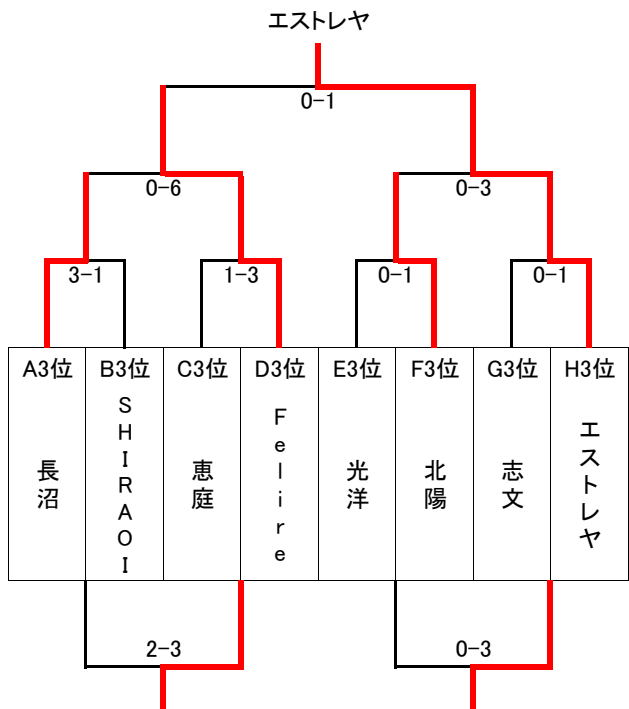 エストレヤ
0-1
0-6
0-3
3-1
1-3
0-1
0-1
A3位
B3位
C3位
D3位
E3位
F3位
G3位
H3位
長沼
SHIRAOI
恵庭
Felire
光洋
北陽
志文
エストレヤ
2-3
0-3